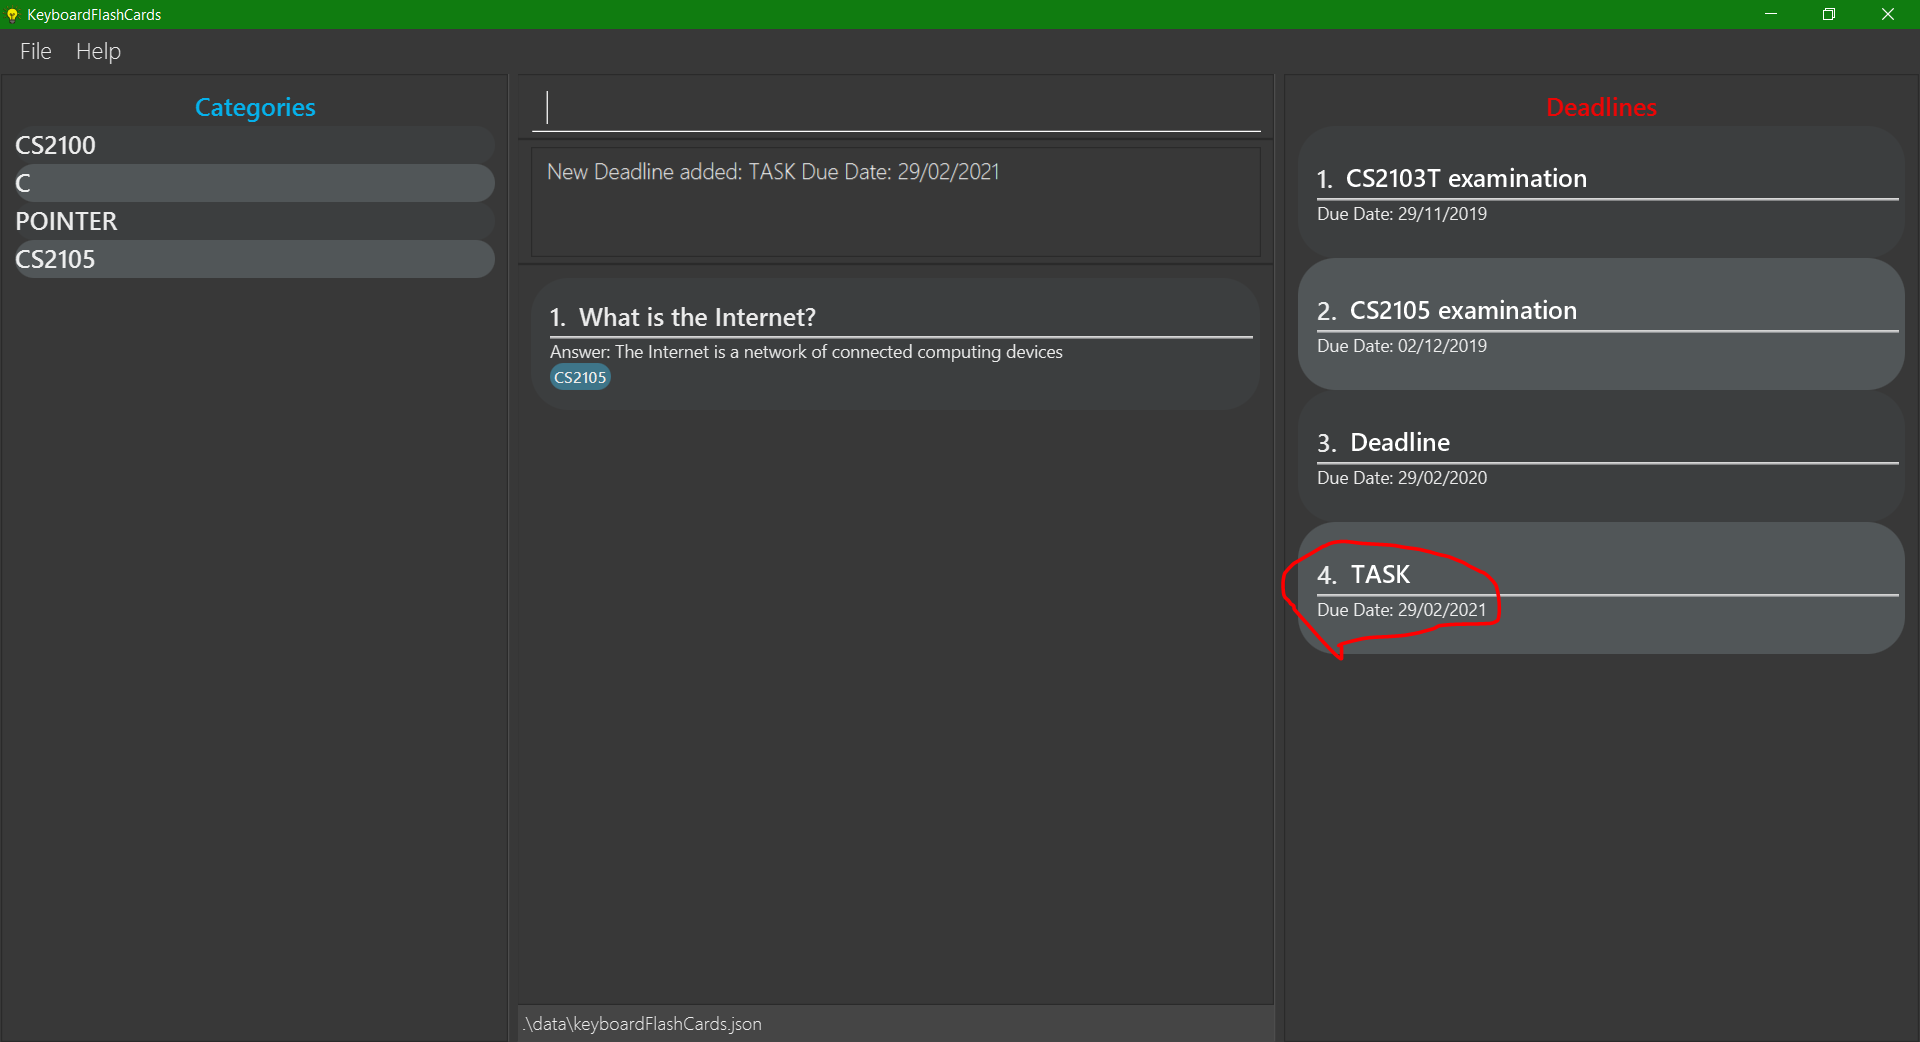 KeyboardFlashCards
File Help
Categories
CS2100
C
POINTER
CS2105
New Deadline added: TASK Due Date: 29/02/2021
1. What is the Internet?
Answer: The Internet is a network of connected computing devices
CS2105
.\data\keyboardFlashCards.json
Deadlines
1. CS2103T examination
Due Date: 29/11/2019
2. CS2105 examination
Due Date: 02/12/2019
3. Deadline
Due Date: 29/02/2020
4. TASK
Due Date: 29/02/2021